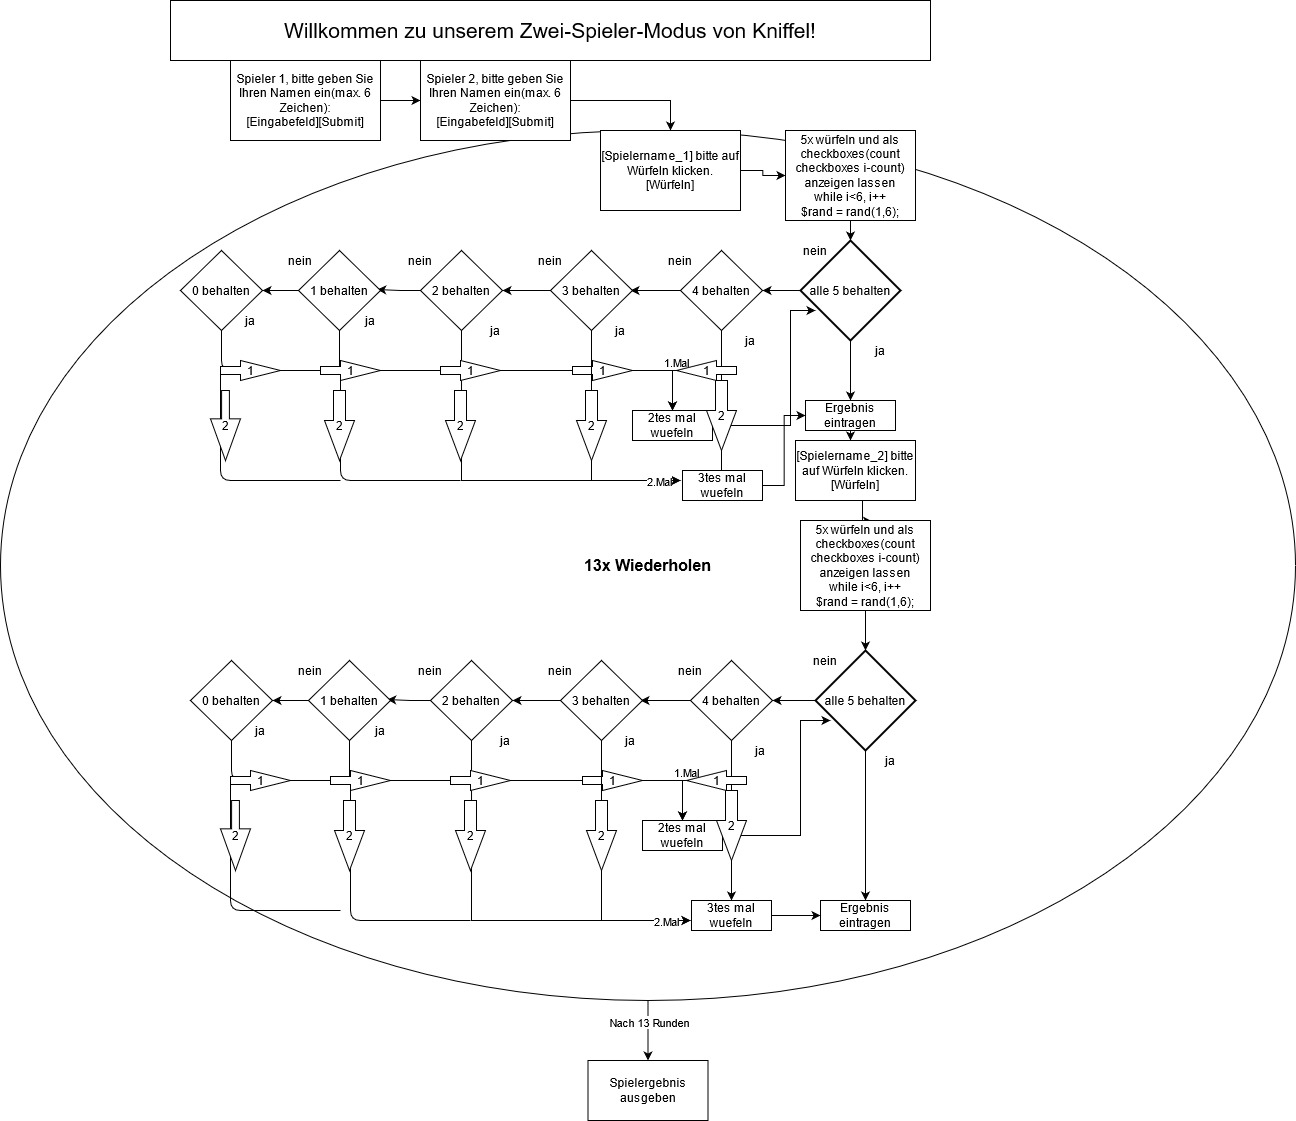 Willkommen zu unserem Zwei-Spieler-Modus von Kniffel!
Spieler 1, bitte geben Sie
Ihren Namen ein(max. 6
Zeichen):
[Eingabefeld][Submit]
Spieler 2, bitte geben Sie
Ihren Namen ein(max. 6
Zeichen):
[Eingabefeld][Submit]
[Spielername_1] bitte auf
Würfeln klicken.
[Würfeln]
5x würfeln und als
checkboxes(count
checkboxes i-count)
anzeigen lassen
while i<6, i++
$rand = rand(1,6);
nein
nein
nein
nein
nein
0 behalten
1 behalten
2 behalten
3 behalten
4 behalten
alle 5 behalten
ja
ja
ja
ja
ja
ja
1
1
1
1
1.Mal
1
2
2
2
2
2tes mal
wuefeln
2
Ergebnis
eintragen
[Spielername_2] bitte
auf Würfeln klicken.
[Würfeln]
2.Mal
3tes mal
wuefeln
5x würfeln und als
checkboxes(count
checkboxes i-count)
anzeigen lassen
while i<6, i++
$rand = rand(1,6);
13x Wiederholen
nein
nein
nein
nein
nein
0 behalten
1 behalten
2 behalten
3 behalten
4 behalten
alle 5 behalten
ja
ja
ja
ja
ja
ja
1
1
1
1
1.Mal
1
2
2
2
2
2tes mal
wuefeln
2
2.Mal
3tes mal
wuefeln
Ergebnis
eintragen
Nach 13 Runden
Spielergebnis
ausgeben